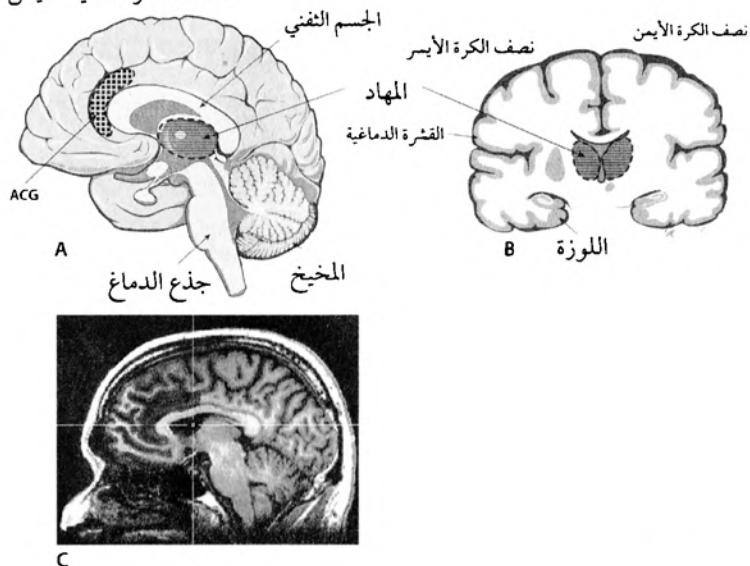 الجسم الثفني
نصف الكرة الأيمن
نصف الكرة الأيسر
المهاد
القشرة الدماغية
ACG
A
B
اللوزة
جذع الدماغ
المخيخ
C